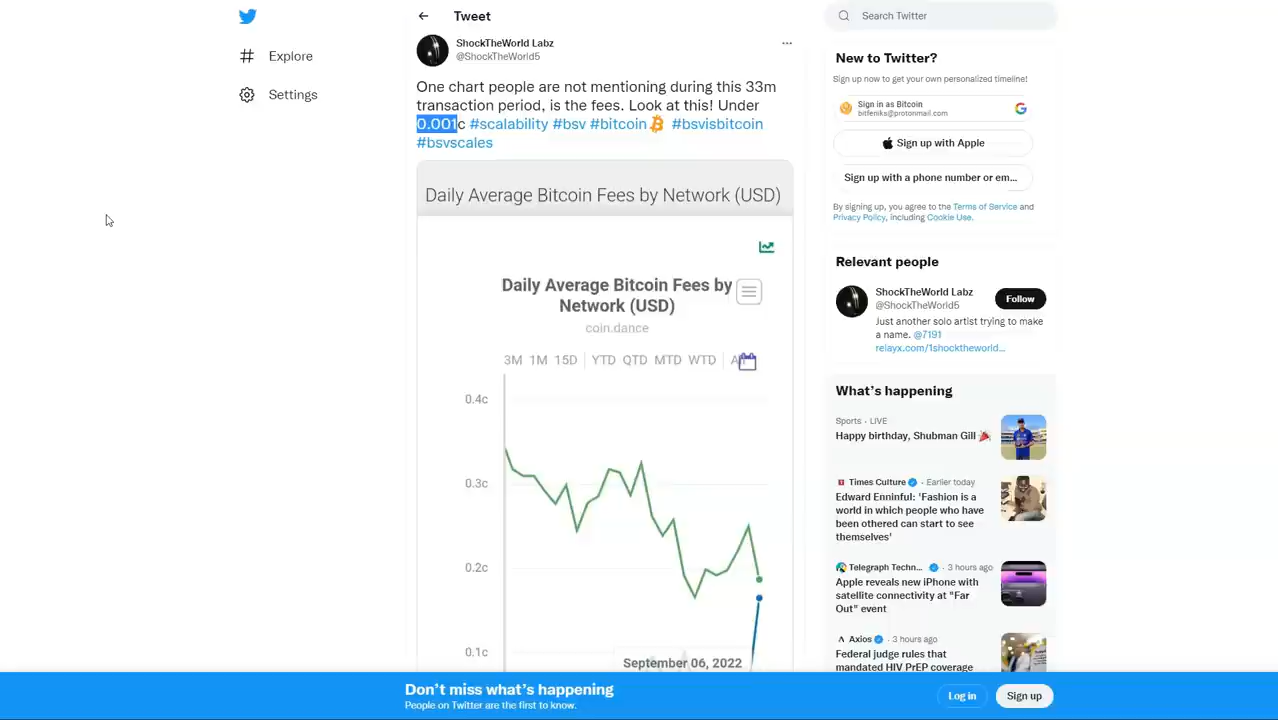 Explore
Settings
Tweet
ShockTheWorld Labz
@ShockTheWorld5
One chart people are not mentioning during this 33m
transaction period, is the fees. Look at this! Under
0.001c #scalability #bsv #bitcoin #bsvisbitcoin
#bsvscales
Daily Average Bitcoin Fees by Network (USD)
Daily Average Bitcoin Fees by
Network (USD)
coin.dance
3M 1M 15D YTD QTD MTD WTD
0.4c
0.3c
0.2c
0.1c
September 06, 2022
Search Twitter
New to Twitter?
Sign up now to get your own personalized timeline!
Sign in as Bitcoin
bitfeniks@protonmail.com
Sign up with Apple
Sign up with a phone number or em...
By signing up, you agree to the Terms of Service and
Privacy Policy, including Cookie Use.
Relevant people
ShockTheWorld Labz
@ShockTheWorld5
Follow
Just another solo artist trying to make
a name. @7191
relayx.com/1shocktheworld...
What's happening
Sports · LIVE
Happy birthday, Shubman Gill
Times Culture · Earlier today
Edward Enninful: 'Fashion is a
world in which people who have
been othered can start to see
themselves'
Telegraph Techn... · 3 hours ago
Apple reveals new iPhone with
satellite connectivity at "Far
Out" event
Axios · 3 hours ago
Federal judge rules that
mandated HIV PrEP coverage
Don't miss what's happening
People on Twitter are the first to know.
Log in
Sign up